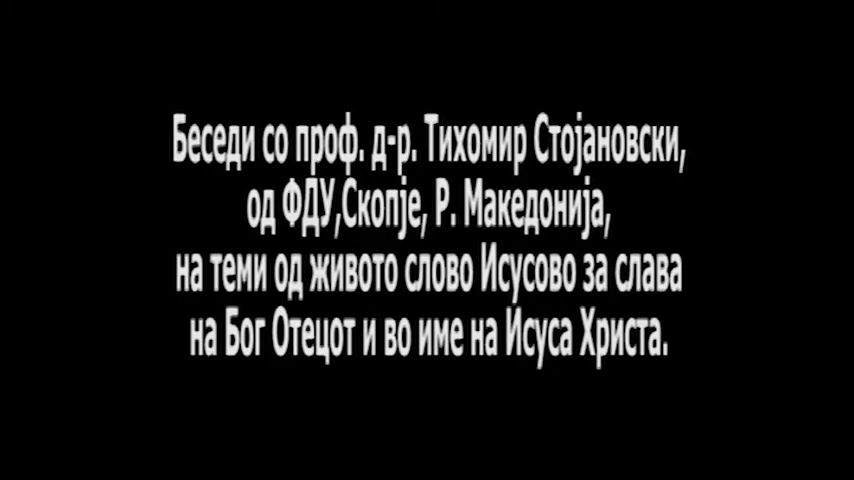 Беседи со проф. д-р. Тихомир Стојановски,
од ФДУ,Скопје, Р. Македонија,
на теми од живото слово Исусово за слава
на Бог Отецот и во име на Исуса Христа.